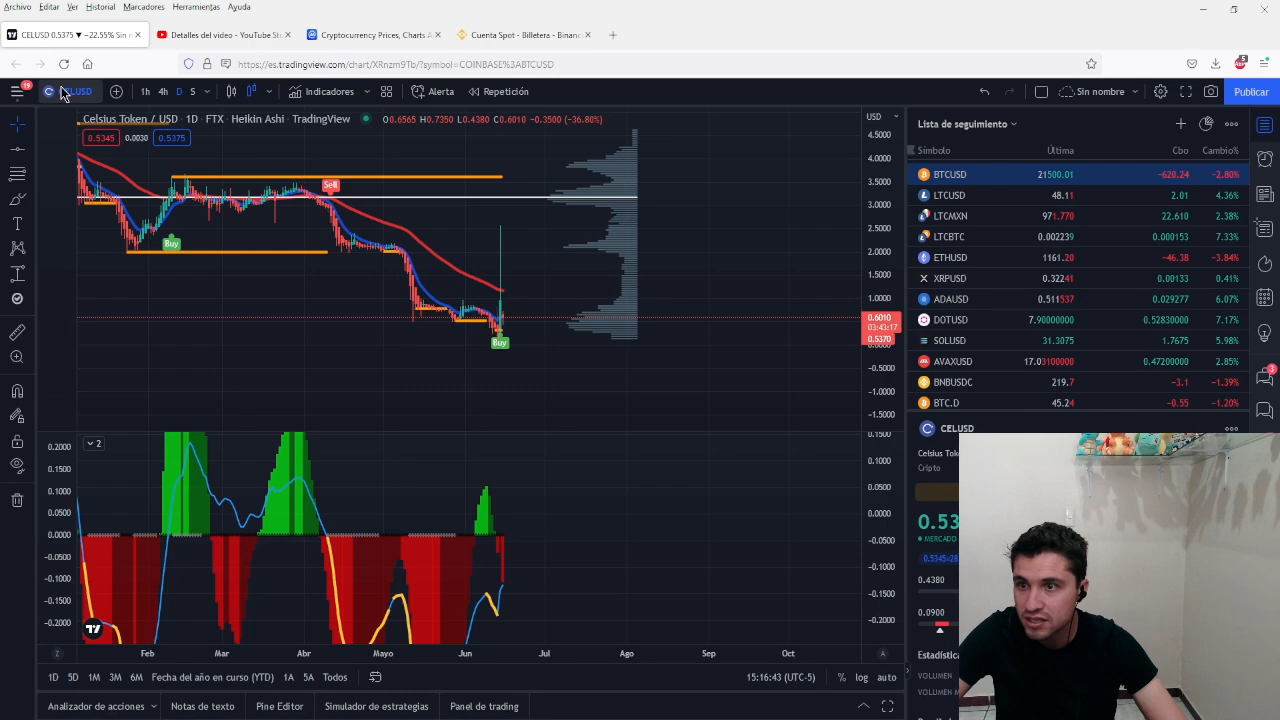 Archivo Editar Ver Historial Marcadores Herramientas Ayuda
CELUSD 0.5375 ▼ −22.55% Sin n
Detalles del video - YouTube St
Cryptocurrency Prices, Charts A
Cuenta Spot - Billetera - Binanc
https://es.tradingview.com/chart/XRnzm9Tb/?symbol=COINBASE%3ABTCUSD
19
1h 4h D S
Indicadores
Alerta
Repetición
Sin nombre
Publicar
Celsius Token / USD · 1D · FTX · Heikin Ashi · TradingView
O0.6565 H0.7350 L0.4380 C0.6010 −0.3500 (−36.80%)
0.5345 0.0030 0.5375
USD
4.5000
4.0000
3.5000
3.0000
2.5000
2.0000
1.5000
1.0000
0.6010
03:43:17
0.5370
−0.5000
−1.0000
−1.5000
Sell
Buy
Buy
2
0.2000
0.1500
0.1000
0.0500
0.0000
−0.0500
−0.1000
−0.1500
−0.2000
0.1500
0.1000
0.0500
0.0000
−0.0500
−0.1000
−0.1500
−0.2000
Z Feb Mar Abr Mayo Jun Jul Ago Sep Oct A
1D 5D 1M 3M 6M Fecha del año en curso (YTD) 1A 5A Todos
15:16:43 (UTC-5) % log auto
Analizador de acciones Notas de texto Pine Editor Simulador de estrategias Panel de trading
Lista de seguimiento
Símbolo Última Cbo Cambio%
BTCUSD 21500.01 −620.24 −2.80%
LTCUSD 48.11 2.01 4.36%
LTCMXN 971.770 22.610 2.38%
LTCBTC 0.002239 0.000153 7.33%
ETHUSD 1161.20 −46.38 −3.84%
XRPUSD 0.32241 0.00133 0.41%
ADAUSD 0.511537 0.029277 6.07%
DOTUSD 7.90000000 0.52830000 7.17%
SOLUSD 31.3075 1.7675 5.98%
AVAXUSD 17.03100000 0.47200000 2.85%
BNBUSDC 219.7 −3.1 −1.39%
BTC.D 45.24 −0.55 −1.20%
CELUSD
Celsius Tok
Cripto
0.53
MERCADO
0.4380
0.0900
Estadística
VOLUMEN
VOLUMEN M
3